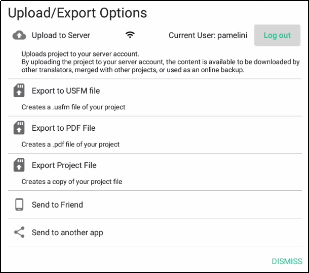 Upload/Export Options
Upload to Server Current User: pamelini Log out
Uploads project to your server account.
By uploading the project to your server account, the content is available to be downloaded by
other translators, merged with other projects, or used as an online backup.
Export to USFM file
Creates a .usfm file of your project
Export to PDF File
Creates a .pdf file of your project
Export Project File
Creates a copy of your project file
Send to Friend
Send to another app
DISMISS